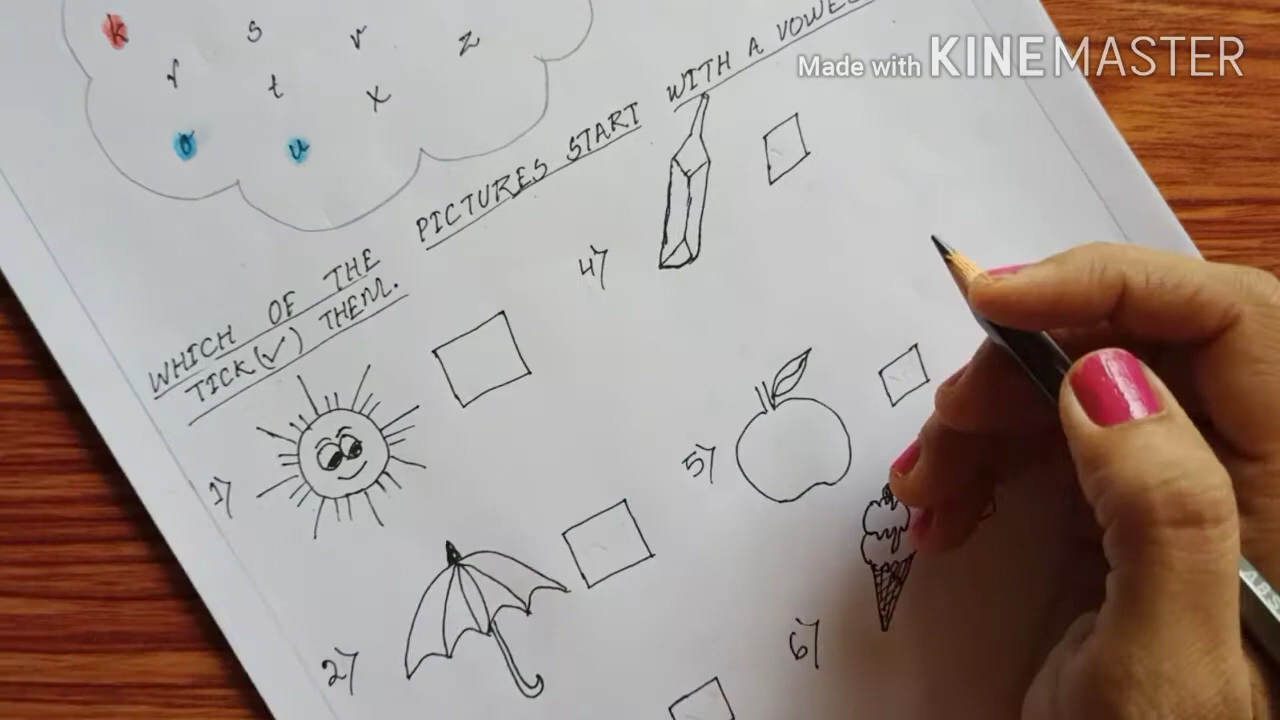 Made with KINEMASTER
k s v z
r t x
o u
WHICH OF THE PICTURES START WITH A VOWEL
TICK(✓) THEM.
1)
2)
4)
5)
6)